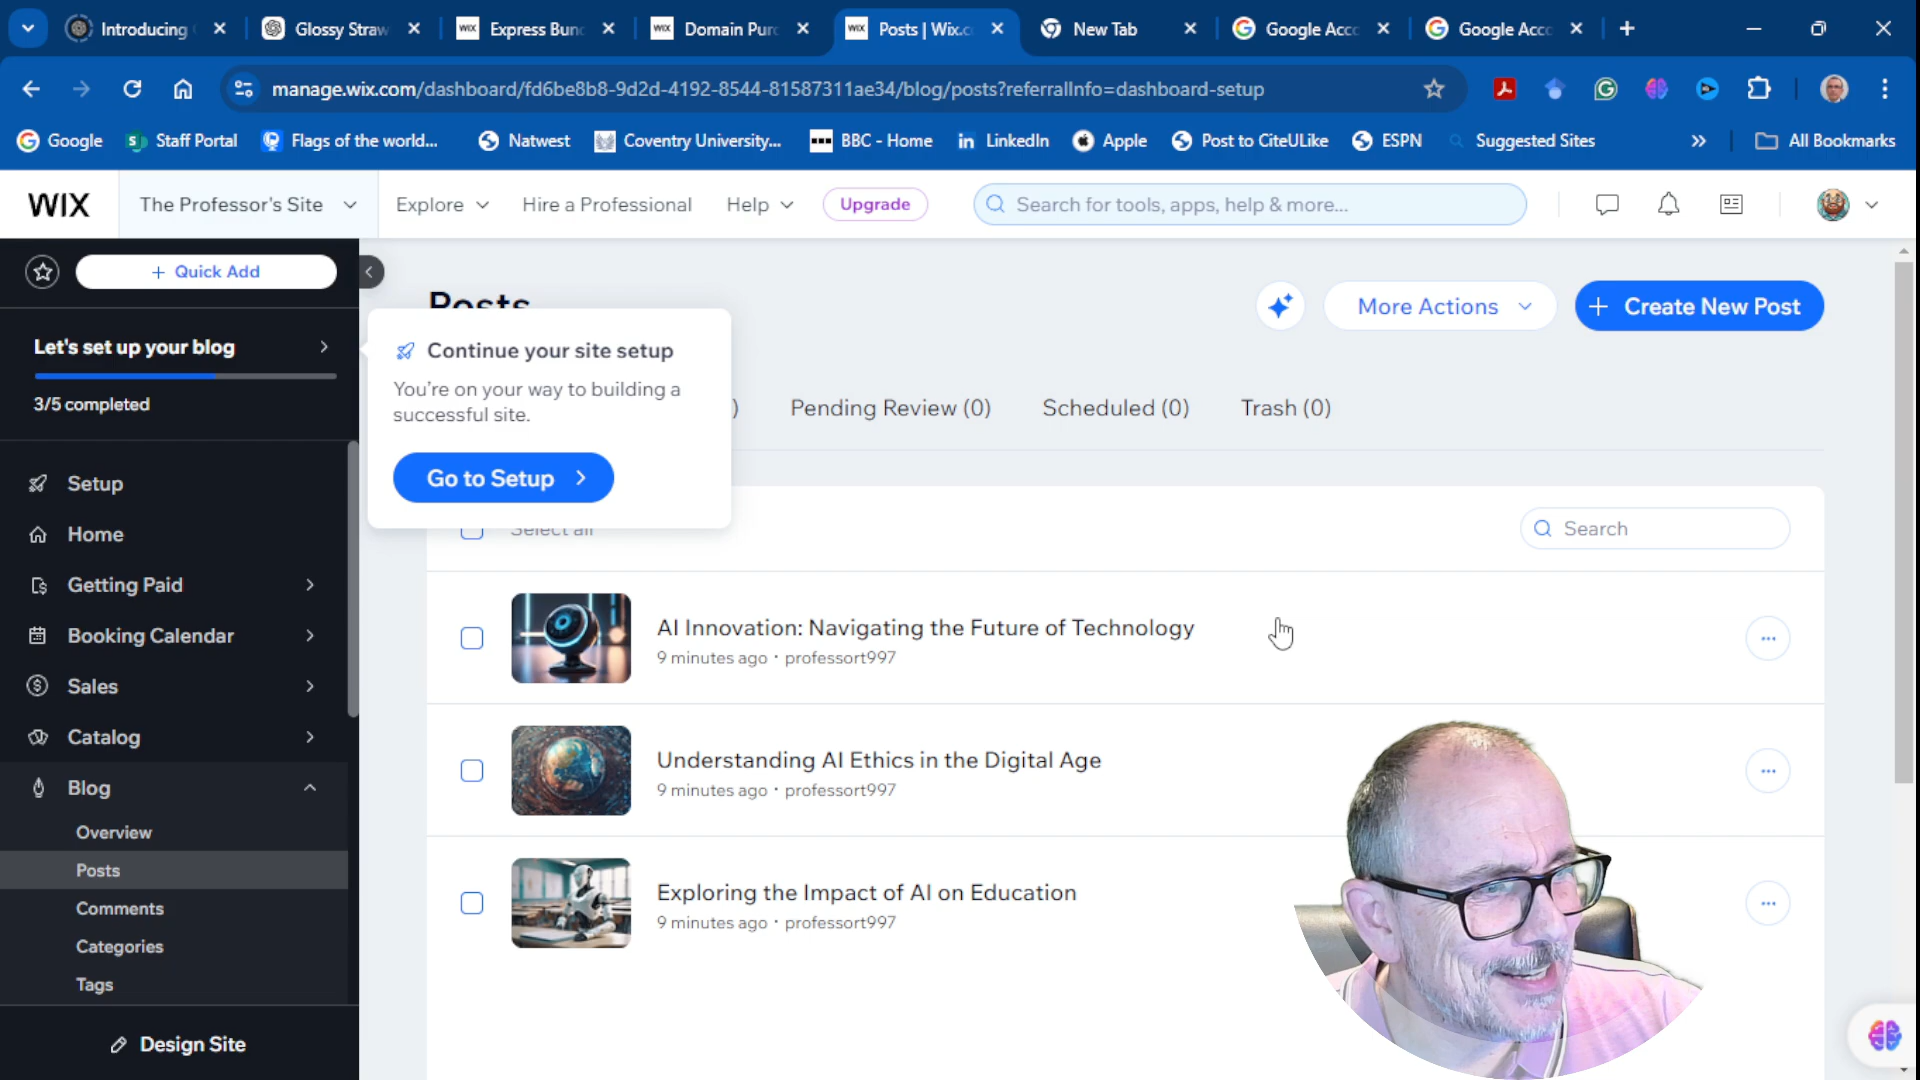 Introducing
Glossy Straw
WIX
Express Bun
WIX
Domain Pur
WIX
Posts | Wix.c
New Tab
Google Acc
Google Acc
manage.wix.com/dashboard/fd6be8b8-9d2d-4192-8544-81587311ae34/blog/posts?referralInfo=dashboard-setup
Google
Staff Portal
Flags of the world...
Natwest
Coventry University...
BBC - Home
LinkedIn
Apple
Post to CiteULike
ESPN
Suggested Sites
All Bookmarks
WIX
The Professor's Site
Explore
Hire a Professional
Help
Upgrade
Search for tools, apps, help & more...
+ Quick Add
Let's set up your blog
3/5 completed
Setup
Home
Getting Paid
Booking Calendar
Sales
Catalog
Blog
Overview
Posts
Comments
Categories
Tags
Design Site
Posts
More Actions
+ Create New Post
Continue your site setup
You're on your way to building a
successful site.
Go to Setup
Pending Review (0)
Scheduled (0)
Trash (0)
Select all
Search
AI Innovation: Navigating the Future of Technology
9 minutes ago • professort997
Understanding AI Ethics in the Digital Age
9 minutes ago • professort997
Exploring the Impact of AI on Education
9 minutes ago • professort997